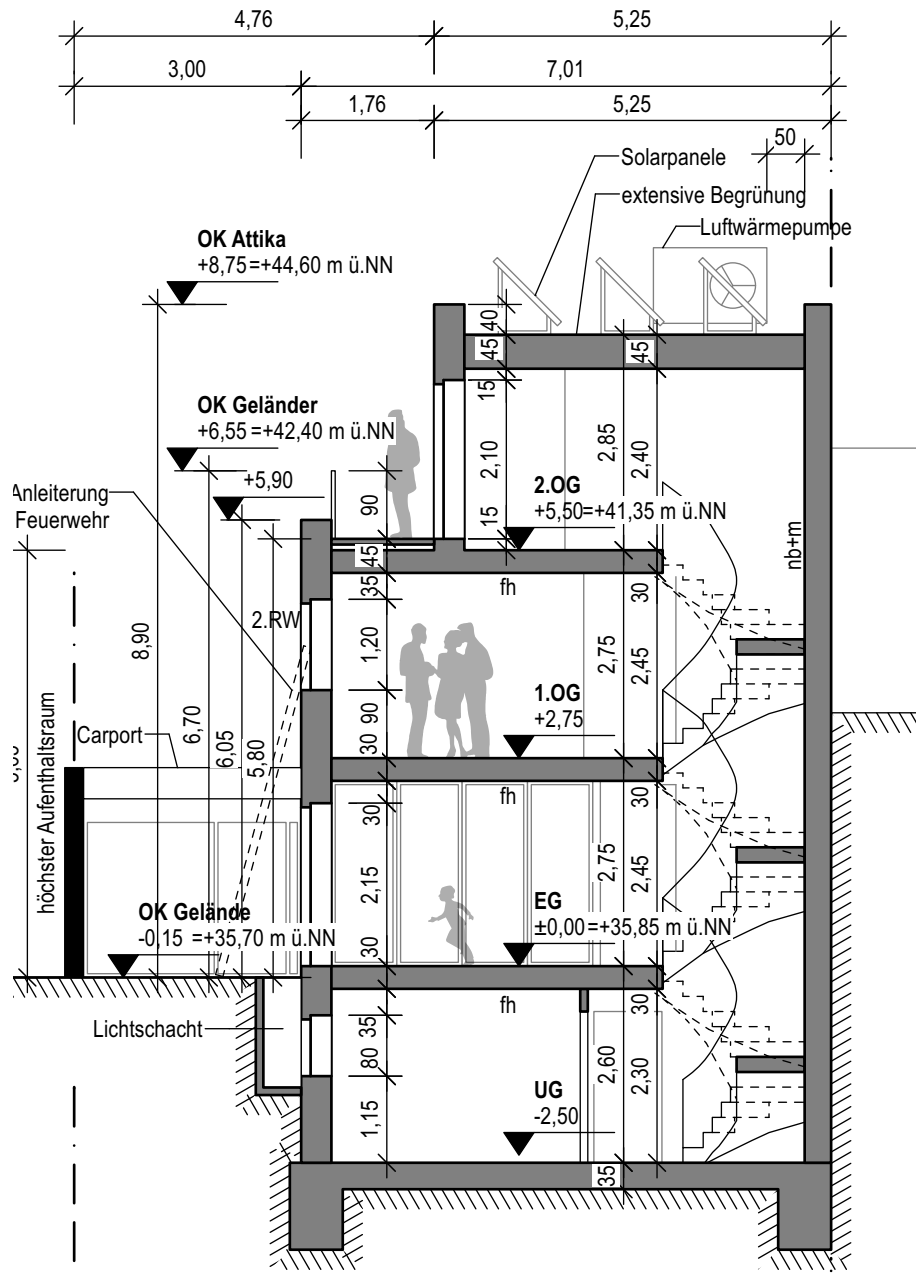 4,76
5,25
3,00
7,01
1,76
5,25
50
Solarpanele
extensive Begrünung
Luftwärmepumpe
OK Attika
+8,75=+44,60 m ü.NN
40
45
45
15
OK Geländer
+6,55=+42,40 m ü.NN
2,10
2,85
2,40
+5,90
Anleiterung
Feuerwehr
90
15
2.OG
+5,50=+41,35 m ü.NN
nb+m
45
35
fh
30
8,90
2.RW
1,20
2,75
2,45
6,70
6,05
5,80
1.OG
+2,75
90
30
Carport
höchster Aufenthaltsraum
30
fh
30
2,15
2,75
2,45
OK Gelände
-0,15 =+35,70 m ü.NN
EG
±0,00=+35,85 m ü.NN
30
fh
30
Lichtschacht
35
80
2,60
2,30
1,15
UG
-2,50
35